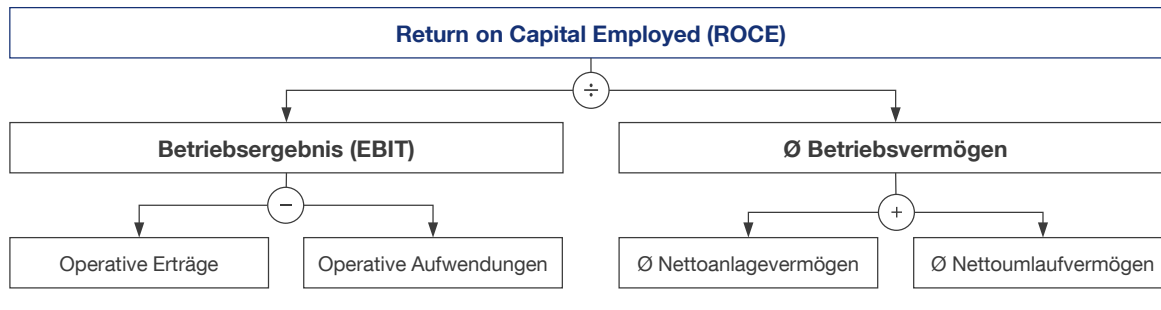 Return on Capital Employed (ROCE)
÷
Betriebsergebnis (EBIT)
Ø Betriebsvermögen
−
+
Operative Erträge
Operative Aufwendungen
Ø Nettoanlagevermögen
Ø Nettoumlaufvermögen